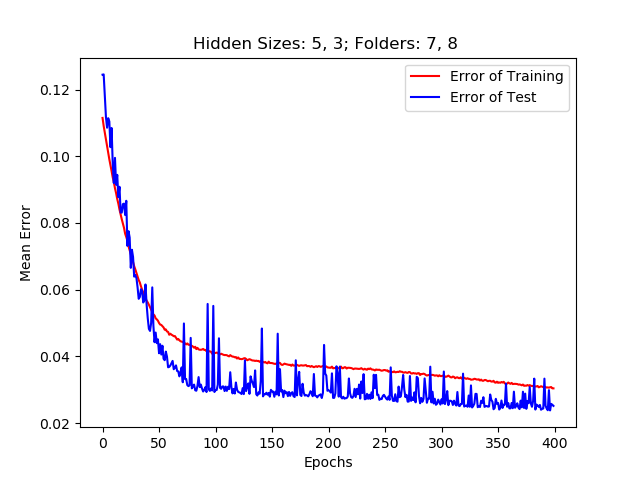 Hidden Sizes: 5, 3; Folders: 7, 8
Error of Training
Error of Test
Mean Error
0.12
0.10
0.08
0.06
0.04
0.02
0 50 100 150 200 250 300 350 400
Epochs